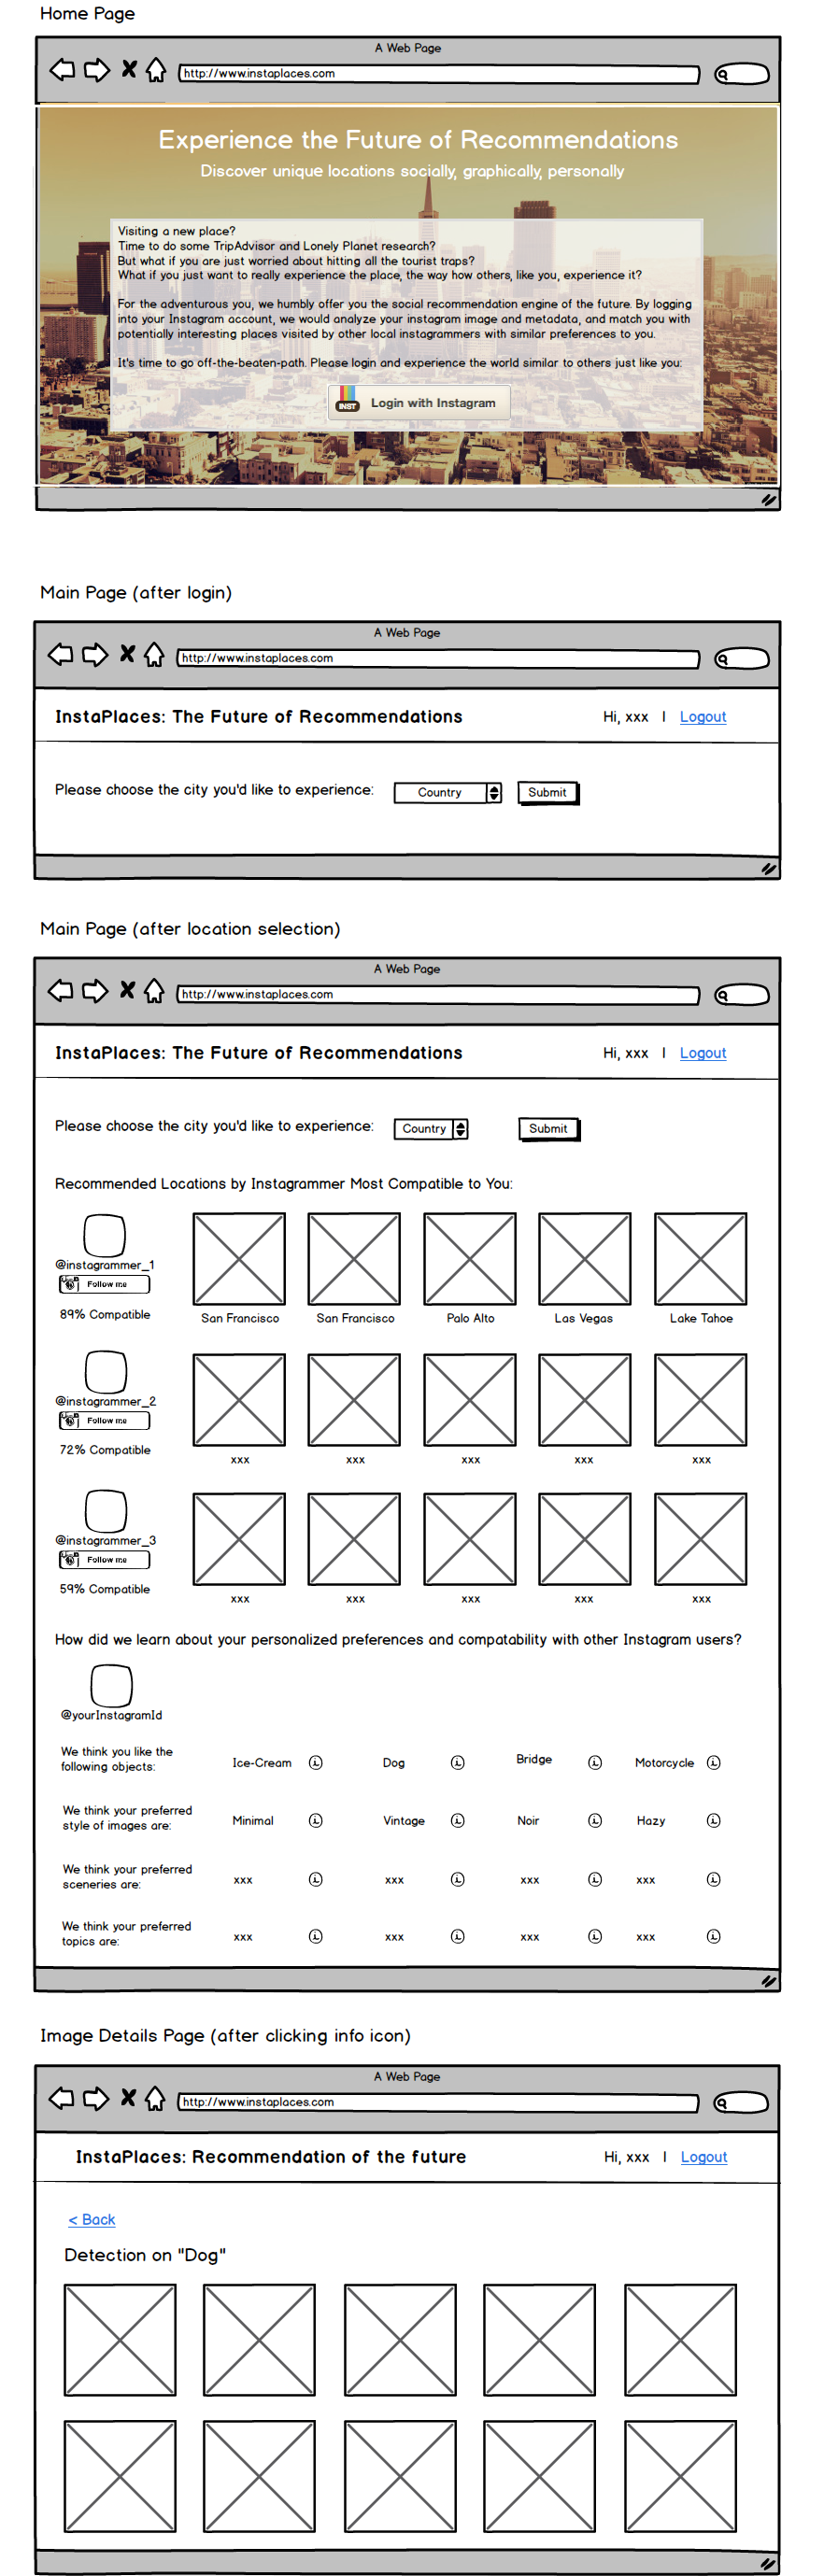 Home Page
A Web Page
http://www.instaplaces.com
Experience the Future of Recommendations
Discover unique locations socially, graphically, personally
Visiting a new place?
Time to do some TripAdvisor and Lonely Planet research?
But what if you are just worried about hitting all the tourist traps?
What if you just want to really experience the place, the way how others, like you, experience it?
For the adventurous you, we humbly offer you the social recommendation engine of the future. By logging
into your Instagram account, we would analyze your instagram image and metadata, and match you with
potentially interesting places visited by other local instagrammers with similar preferences to you.
It's time to go off-the-beaten-path. Please login and experience the world similar to others just like you:
INST Login with Instagram
Main Page (after login)
A Web Page
http://www.instaplaces.com
InstaPlaces: The Future of Recommendations Hi, xxx | Logout
Please choose the city you'd like to experience: Country Submit
Main Page (after location selection)
A Web Page
http://www.instaplaces.com
InstaPlaces: The Future of Recommendations Hi, xxx | Logout
Please choose the city you'd like to experience: Country Submit
Recommended Locations by Instagrammer Most Compatible to You:
@instagrammer_1
Follow me
89% Compatible
San Francisco San Francisco Palo Alto Las Vegas Lake Tahoe
@instagrammer_2
Follow me
72% Compatible
xxx xxx xxx xxx xxx
@instagrammer_3
Follow me
59% Compatible
xxx xxx xxx xxx xxx
How did we learn about your personalized preferences and compatability with other Instagram users?
@yourInstagramId
We think you like the
following objects:
Ice-Cream i Dog i Bridge i Motorcycle i
We think your preferred
style of images are:
Minimal i Vintage i Noir i Hazy i
We think your preferred
sceneries are:
xxx i xxx i xxx i xxx i
We think your preferred
topics are:
xxx i xxx i xxx i xxx i
Image Details Page (after clicking info icon)
A Web Page
http://www.instaplaces.com
InstaPlaces: Recommendation of the future Hi, xxx | Logout
< Back
Detection on "Dog"